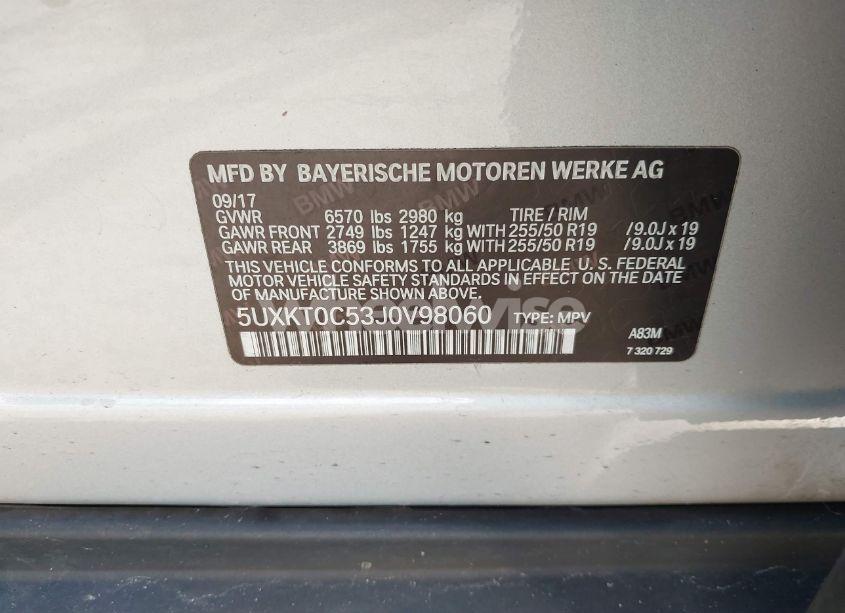 MFD BY BAYERISCHE MOTOREN WERKE AG
09/17
GVWR 6570 lbs 2980 kg TIRE / RIM
GAWR FRONT 2749 lbs 1247 kg WITH 255/50 R19 /9.0J x 19
GAWR REAR 3869 lbs 1755 kg WITH 255/50 R19 /9.0J x 19
THIS VEHICLE CONFORMS TO ALL APPLICABLE, U. S. FEDERAL
MOTOR VEHICLE SAFETY STANDARDS IN EFFECT ON THE DATE
OF MANUFACTURE SHOWN ABOVE.
5UXKT0C53J0V98060 TYPE: MPV
A83M
7 320 729